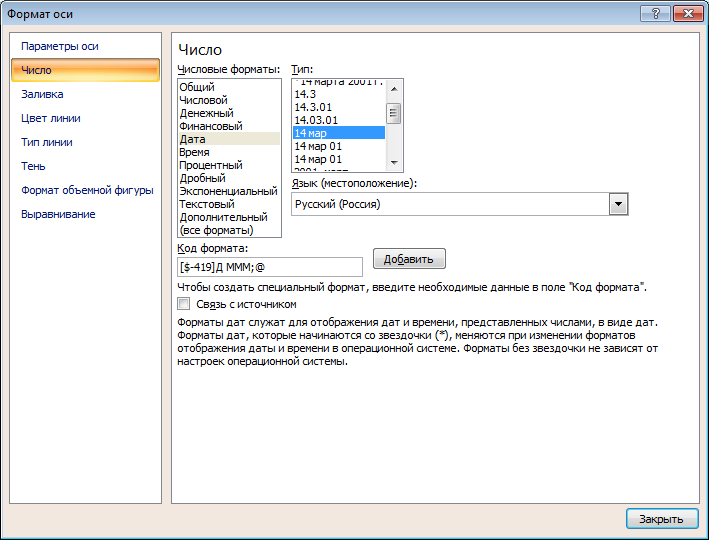 Формат оси
Параметры оси
Число
Заливка
Цвет линии
Тип линии
Тень
Формат объемной фигуры
Выравнивание
Число
Числовые форматы:
Общий
Числовой
Денежный
Финансовый
Дата
Время
Процентный
Дробный
Экспоненциальный
Текстовый
Дополнительный
(все форматы)
Тип:
*14 марта 2001 г.
14.3
14.3.01
14.03.01
14 мар
14 мар 01
14 мар 01
2001, март
Язык (местоположение):
Русский (Россия)
Код формата:
[$-419]Д МММ;@
Добавить
Чтобы создать специальный формат, введите необходимые данные в поле "Код формата".
Связь с источником
Форматы дат служат для отображения дат и времени, представленных числами, в виде дат.
Форматы дат, которые начинаются со звездочки (*), меняются при изменении форматов
отображения даты и времени в операционной системе. Форматы без звездочки не зависят от
настроек операционной системы.
Закрыть